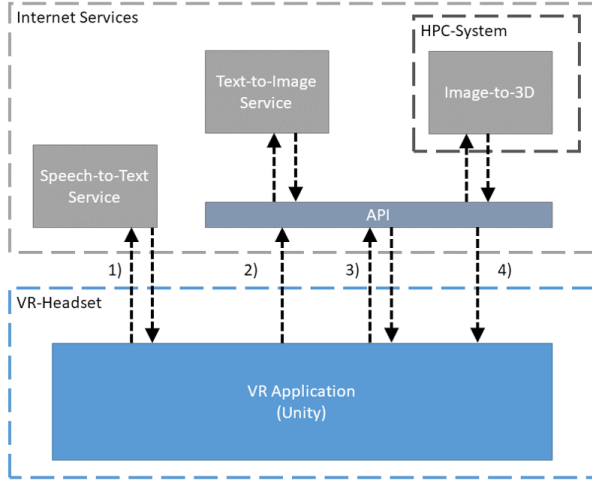 Internet Services
HPC-System
Text-to-Image
Service
Image-to-3D
Speech-to-Text
Service
API
1)
2)
3)
4)
VR-Headset
VR Application
(Unity)